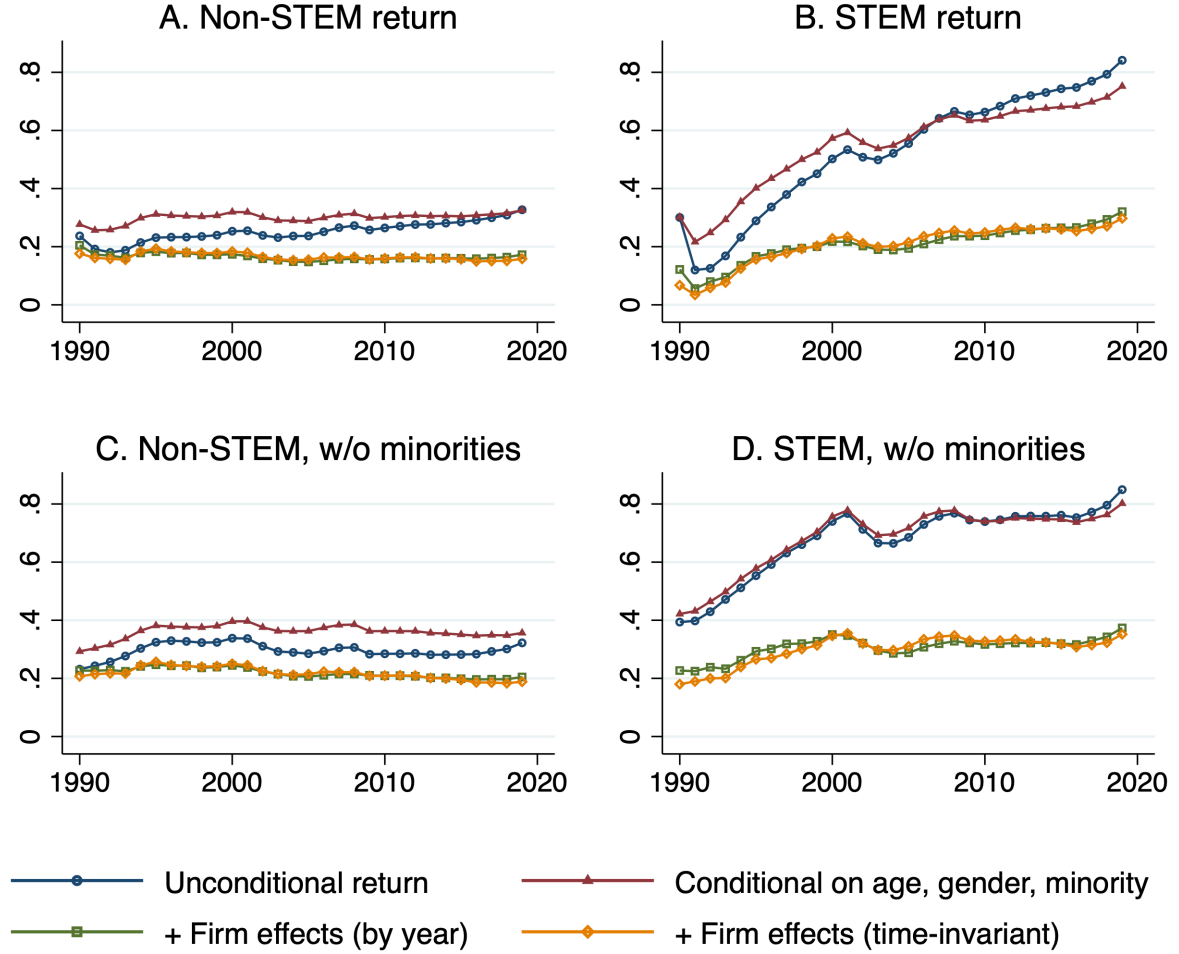 A. Non-STEM return
B. STEM return
.8
.6
.4
.2
0
1990 2000 2010 2020
.8
.6
.4
.2
0
1990 2000 2010 2020
C. Non-STEM, w/o minorities
D. STEM, w/o minorities
.8
.6
.4
.2
0
1990 2000 2010 2020
.8
.6
.4
.2
0
1990 2000 2010 2020
Unconditional return
Conditional on age, gender, minority
+ Firm effects (by year)
+ Firm effects (time-invariant)